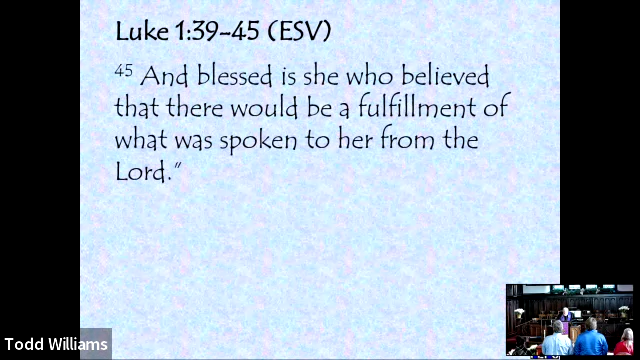 Luke 1:39-45 (ESV)
45 And blessed is she who believed
that there would be a fulfillment of
what was spoken to her from the
Lord."
Todd Williams